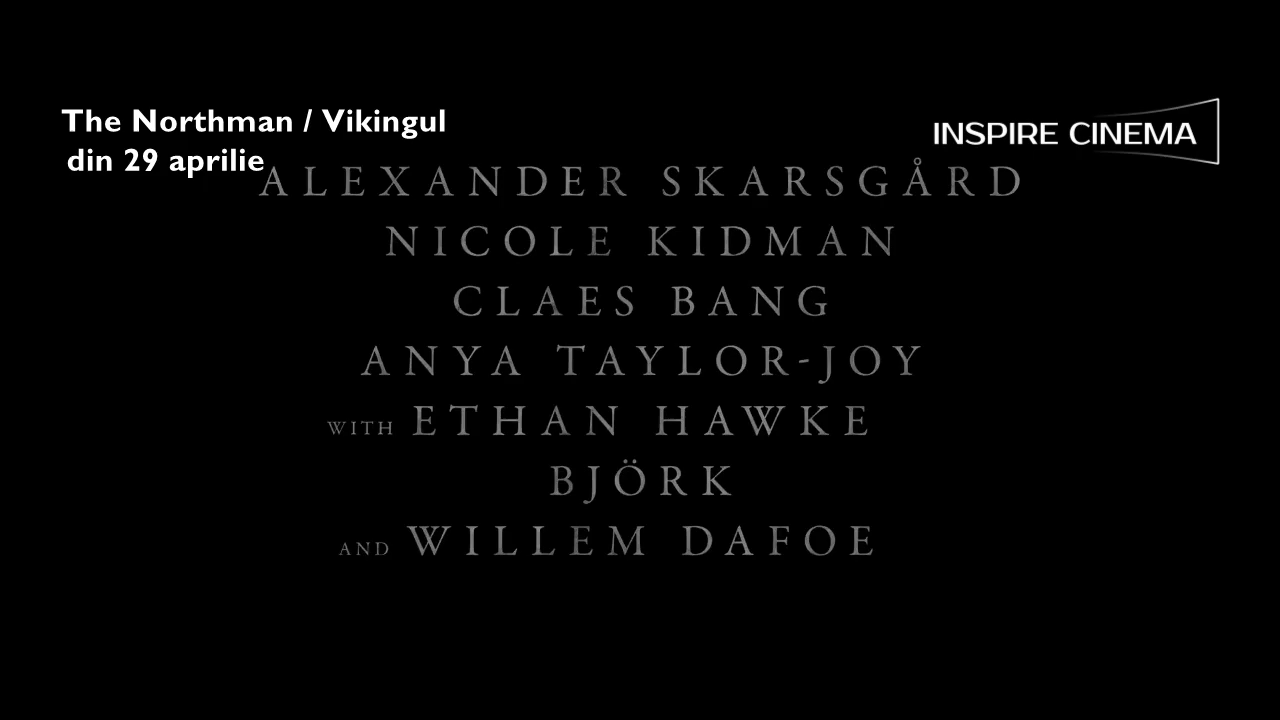 The Northman / Vikingul
din 29 aprilie
INSPIRE CINEMA
ALEXANDER SKARSGÅRD
NICOLE KIDMAN
CLAES BANG
ANYA TAYLOR-JOY
WITH ETHAN HAWKE
BJÖRK
AND WILLEM DAFOE